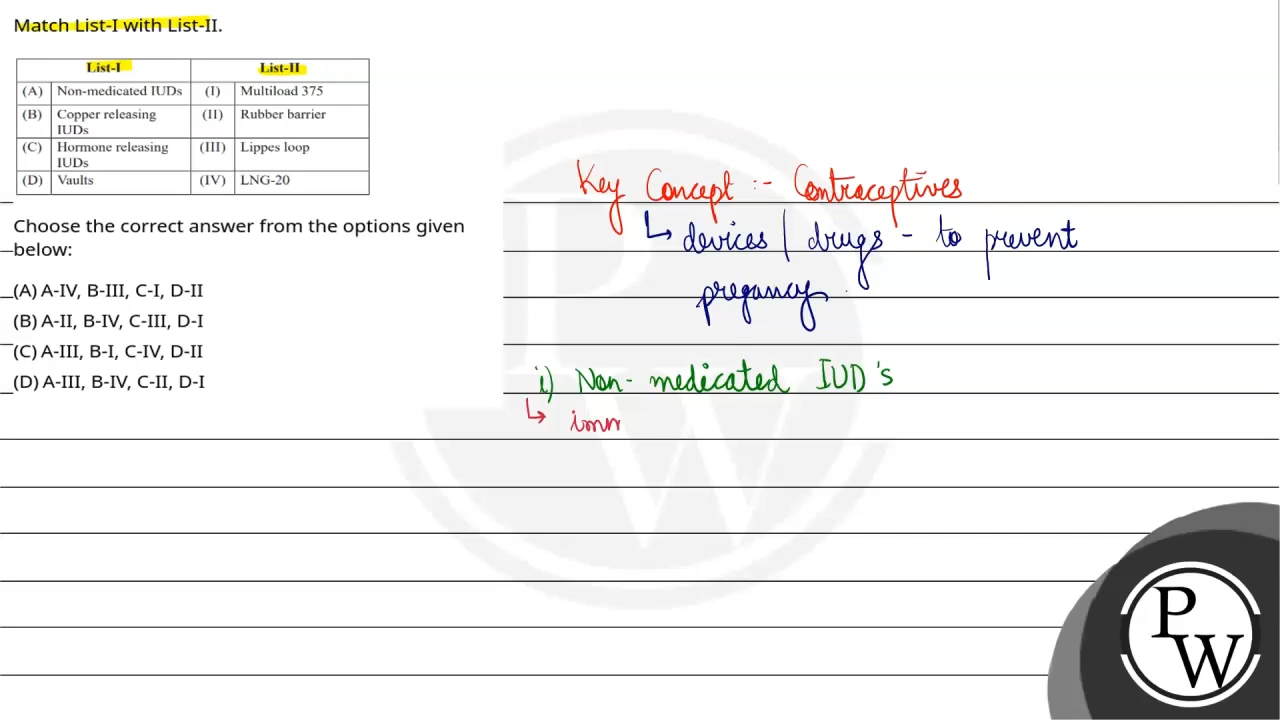 Match List-I with List-II.
List-I List-II
(A) Non-medicated IUDs (I) Multiload 375
(B) Copper releasing IUDs (II) Rubber barrier
(C) Hormone releasing IUDs (III) Lippes loop
(D) Vaults (IV) LNG-20
Choose the correct answer from the options given
below:
(A) A-IV, B-III, C-I, D-II
(B) A-II, B-IV, C-III, D-I
(C) A-III, B-I, C-IV, D-II
(D) A-III, B-IV, C-II, D-I
Key Concept :- Contraceptives
↳ devices / drugs - to prevent
pregancy.
i) Non-medicated IUD's
↳
PW